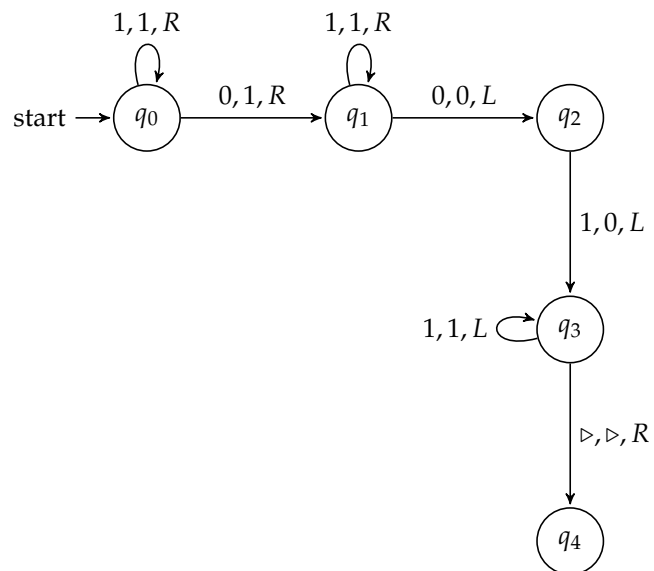 1, 1, R 1, 1, R
start q₀ 0, 1, R q₁ 0, 0, L q₂
1, 0, L
1, 1, L q₃
▷, ▷, R
q₄